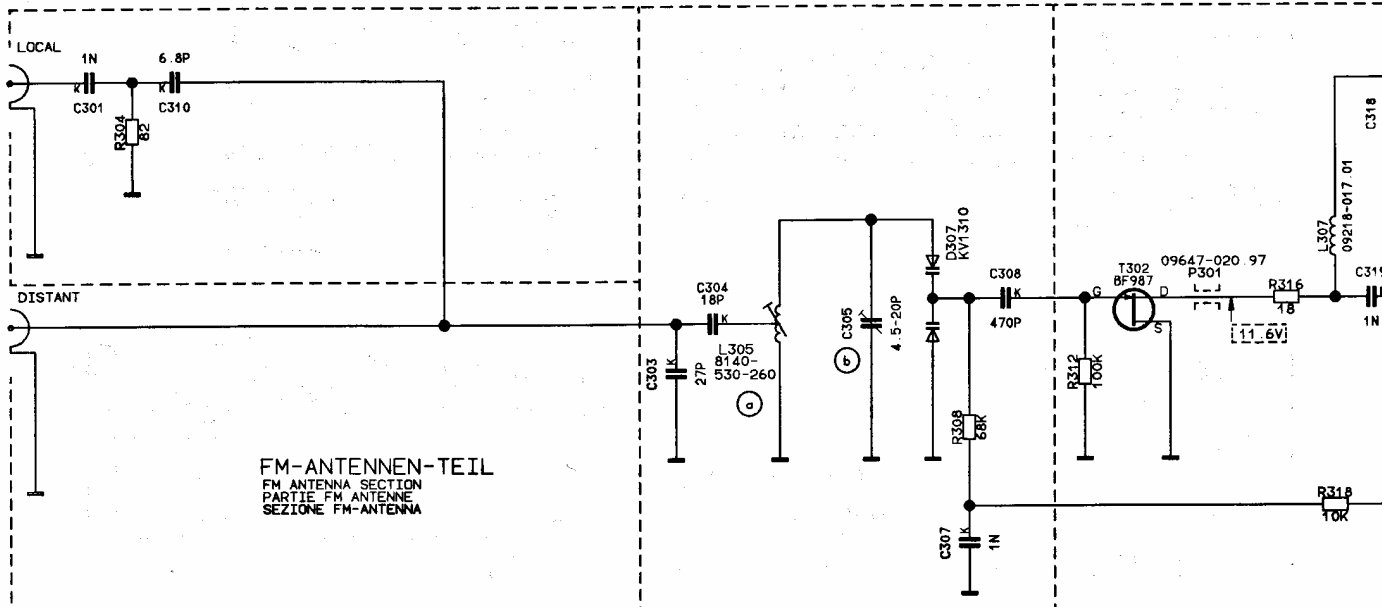 LOCAL
1N
K
C301
6.8P
K
C310
R304
82
DISTANT
FM-ANTENNEN-TEIL
FM ANTENNA SECTION
PARTIE FM ANTENNE
SEZIONE FM-ANTENNA
C303
K
27P
C304
18P
K
L305
8140-
530-260
a
C305
4.5-20P
b
D307
KV1310
C308
K
470P
R308
68K
C307
K
1N
R312
100K
T302
BF987
G
D
S
09647-020.97
P301
11.6V
R316
18
L307
09218-017.01
C318
C319
1N
R318
10K